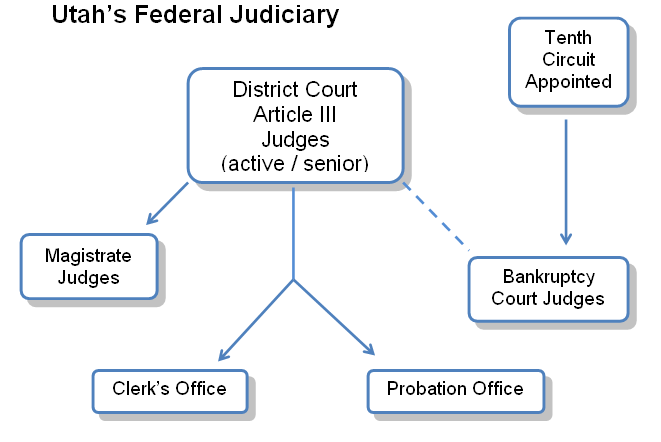 Utah's Federal Judiciary
Tenth
Circuit
Appointed
District Court
Article III
Judges
(active / senior)
Magistrate
Judges
Bankruptcy
Court Judges
Clerk's Office
Probation Office